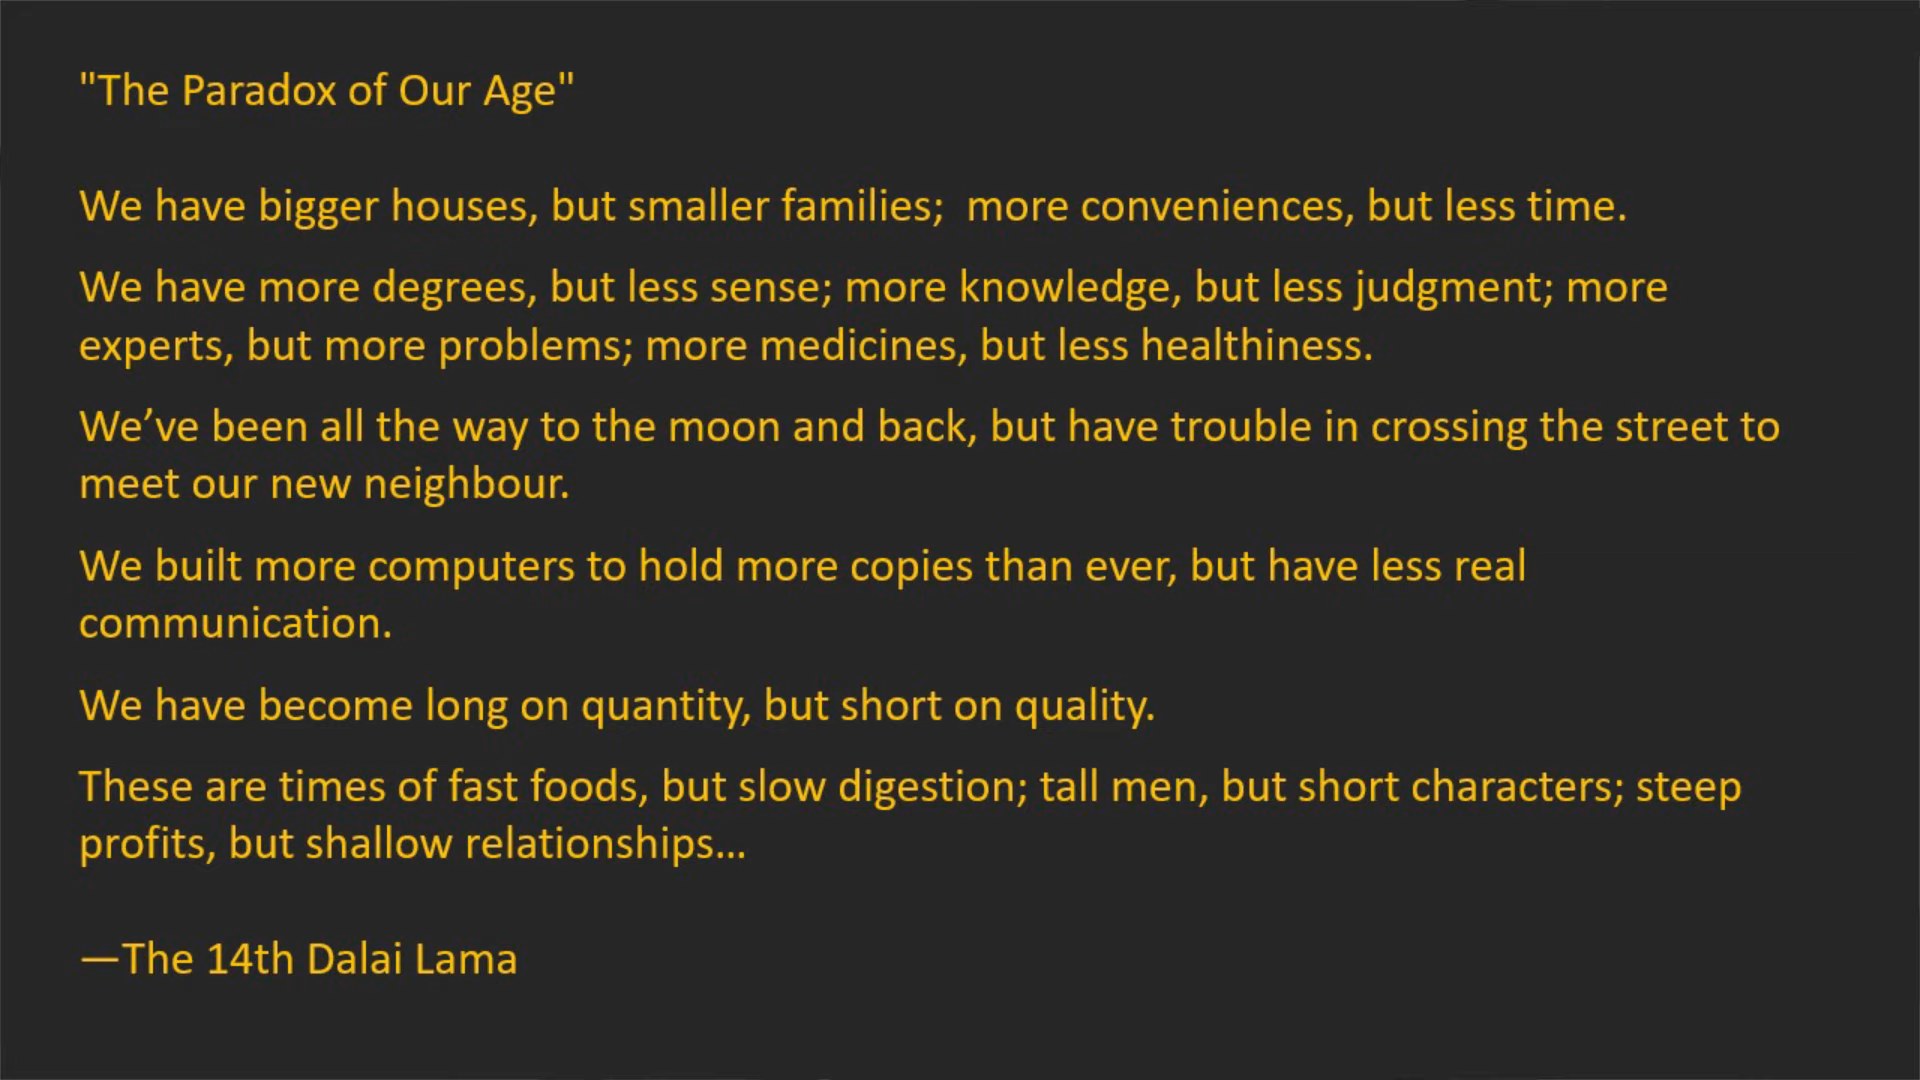 "The Paradox of Our Age"
We have bigger houses, but smaller families;  more conveniences, but less time.
We have more degrees, but less sense; more knowledge, but less judgment; more
experts, but more problems; more medicines, but less healthiness.
We’ve been all the way to the moon and back, but have trouble in crossing the street to
meet our new neighbour.
We built more computers to hold more copies than ever, but have less real
communication.
We have become long on quantity, but short on quality.
These are times of fast foods, but slow digestion; tall men, but short characters; steep
profits, but shallow relationships…
—The 14th Dalai Lama